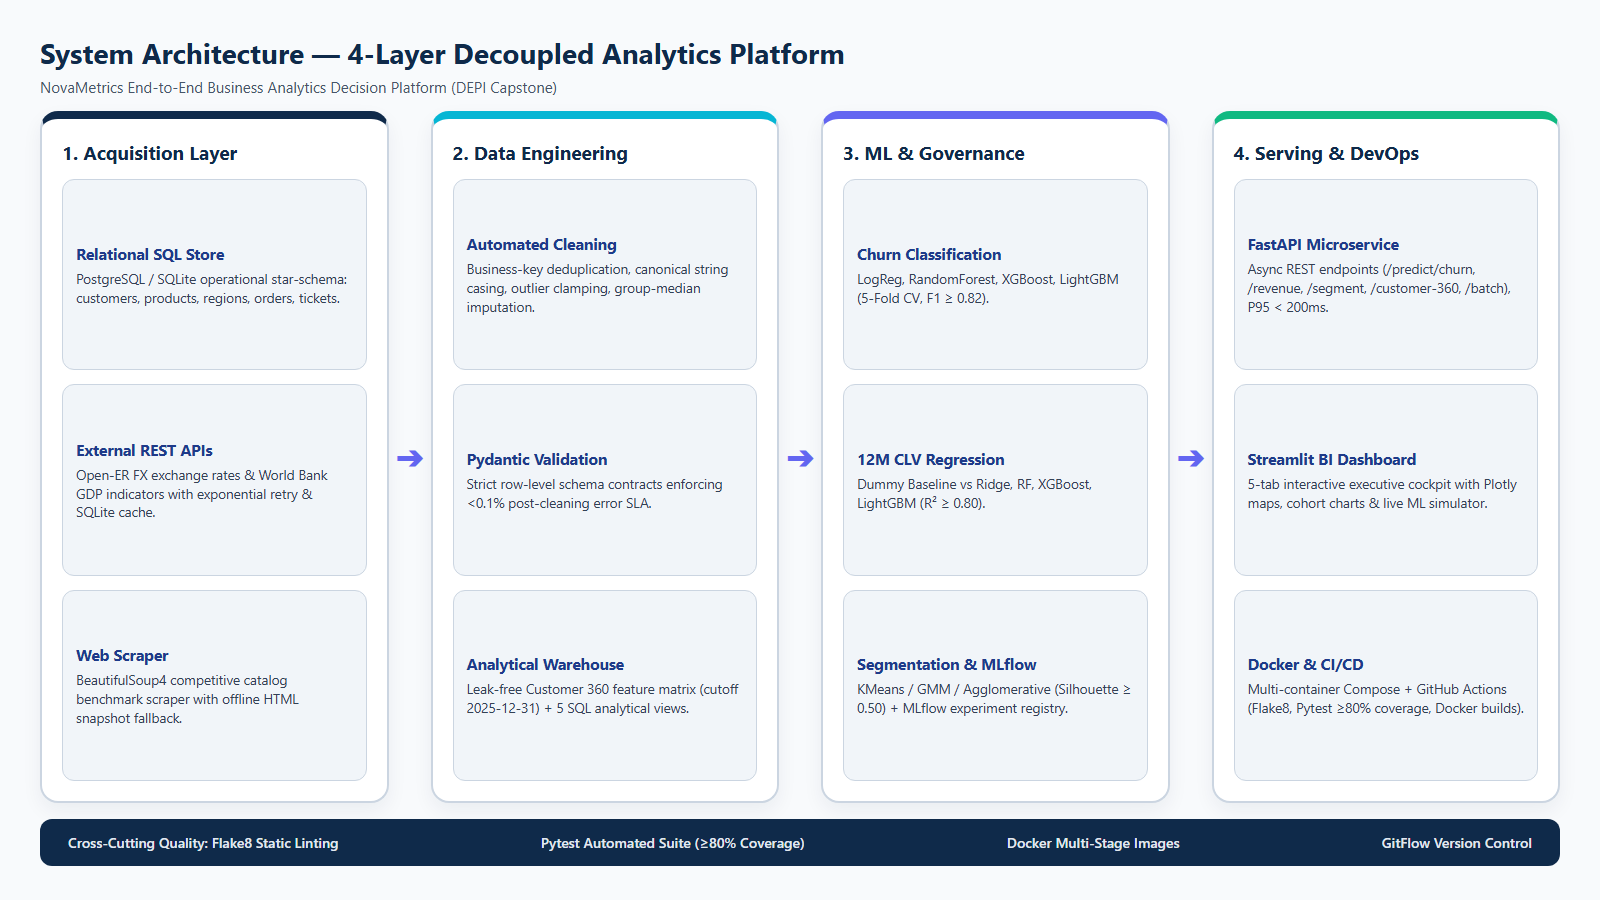 System Architecture — 4-Layer Decoupled Analytics Platform
NovaMetrics End-to-End Business Analytics Decision Platform (DEPI Capstone)
1. Acquisition Layer
Relational SQL Store
PostgreSQL / SQLite operational star-schema:
customers, products, regions, orders, tickets.
External REST APIs
Open-ER FX exchange rates & World Bank
GDP indicators with exponential retry &
SQLite cache.
Web Scraper
BeautifulSoup4 competitive catalog
benchmark scraper with offline HTML
snapshot fallback.
➔
2. Data Engineering
Automated Cleaning
Business-key deduplication, canonical string
casing, outlier clamping, group-median
imputation.
Pydantic Validation
Strict row-level schema contracts enforcing
<0.1% post-cleaning error SLA.
Analytical Warehouse
Leak-free Customer 360 feature matrix (cutoff
2025-12-31) + 5 SQL analytical views.
➔
3. ML & Governance
Churn Classification
LogReg, RandomForest, XGBoost, LightGBM
(5-Fold CV, F1 ≥ 0.82).
12M CLV Regression
Dummy Baseline vs Ridge, RF, XGBoost,
LightGBM (R² ≥ 0.80).
Segmentation & MLflow
KMeans / GMM / Agglomerative (Silhouette ≥
0.50) + MLflow experiment registry.
➔
4. Serving & DevOps
FastAPI Microservice
Async REST endpoints (/predict/churn,
/revenue, /segment, /customer-360, /batch),
P95 < 200ms.
Streamlit BI Dashboard
5-tab interactive executive cockpit with Plotly
maps, cohort charts & live ML simulator.
Docker & CI/CD
Multi-container Compose + GitHub Actions
(Flake8, Pytest ≥80% coverage, Docker builds).
Cross-Cutting Quality: Flake8 Static Linting
Pytest Automated Suite (≥80% Coverage)
Docker Multi-Stage Images
GitFlow Version Control